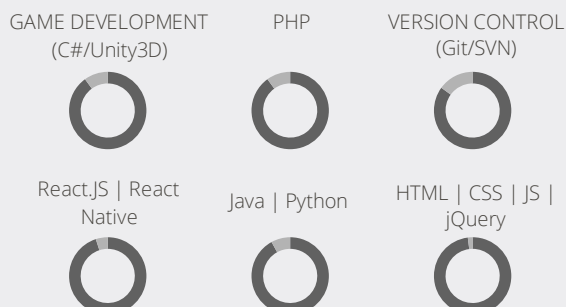 GAME DEVELOPMENT
(C#/Unity3D)
PHP
VERSION CONTROL
(Git/SVN)
React.JS | React
Native
Java | Python
HTML | CSS | JS |
jQuery